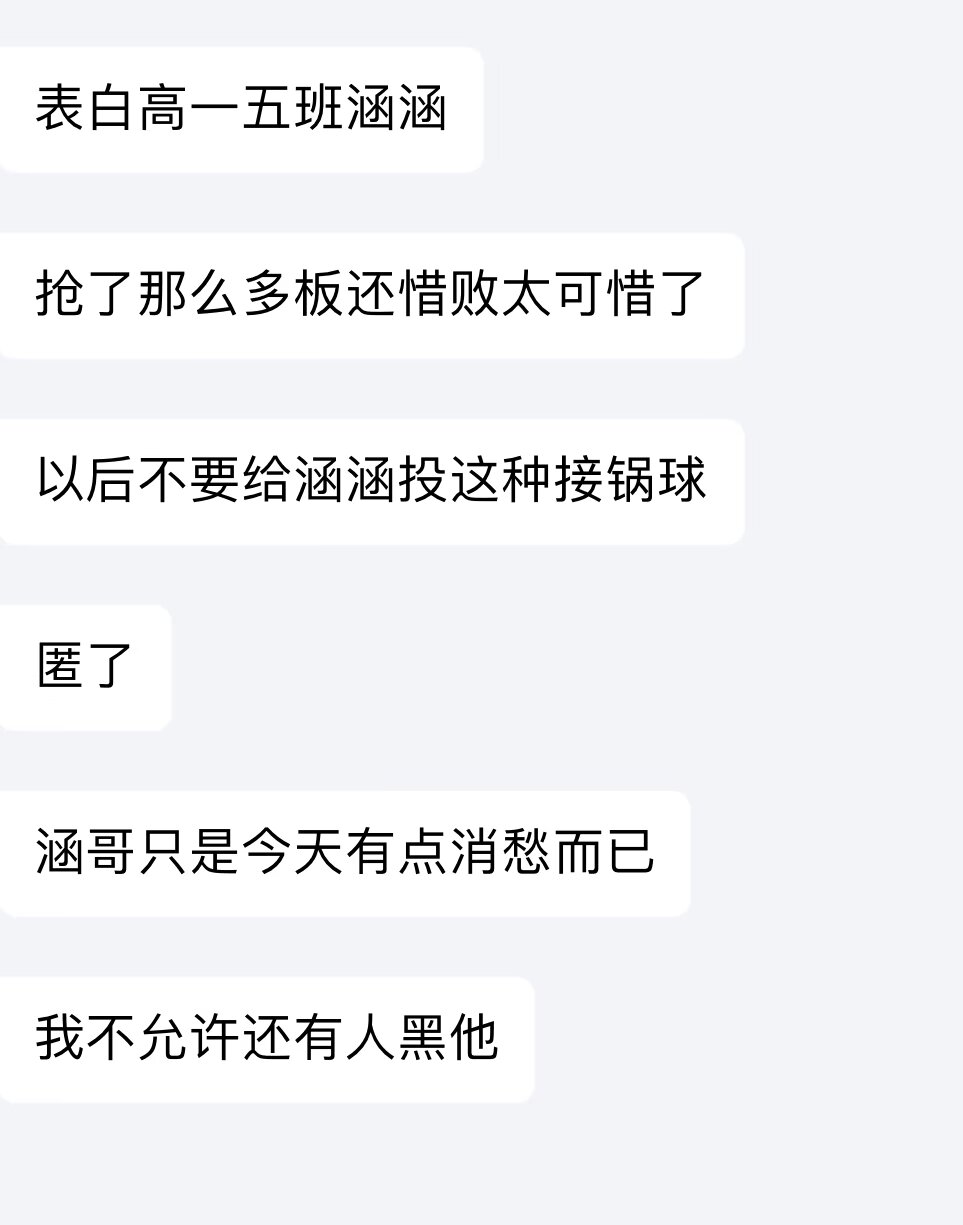 表白高一五班涵涵
抢了那么多板还惜败太可惜了
以后不要给涵涵投这种接锅球
匿了
涵哥只是今天有点消愁而已
我不允许还有人黑他